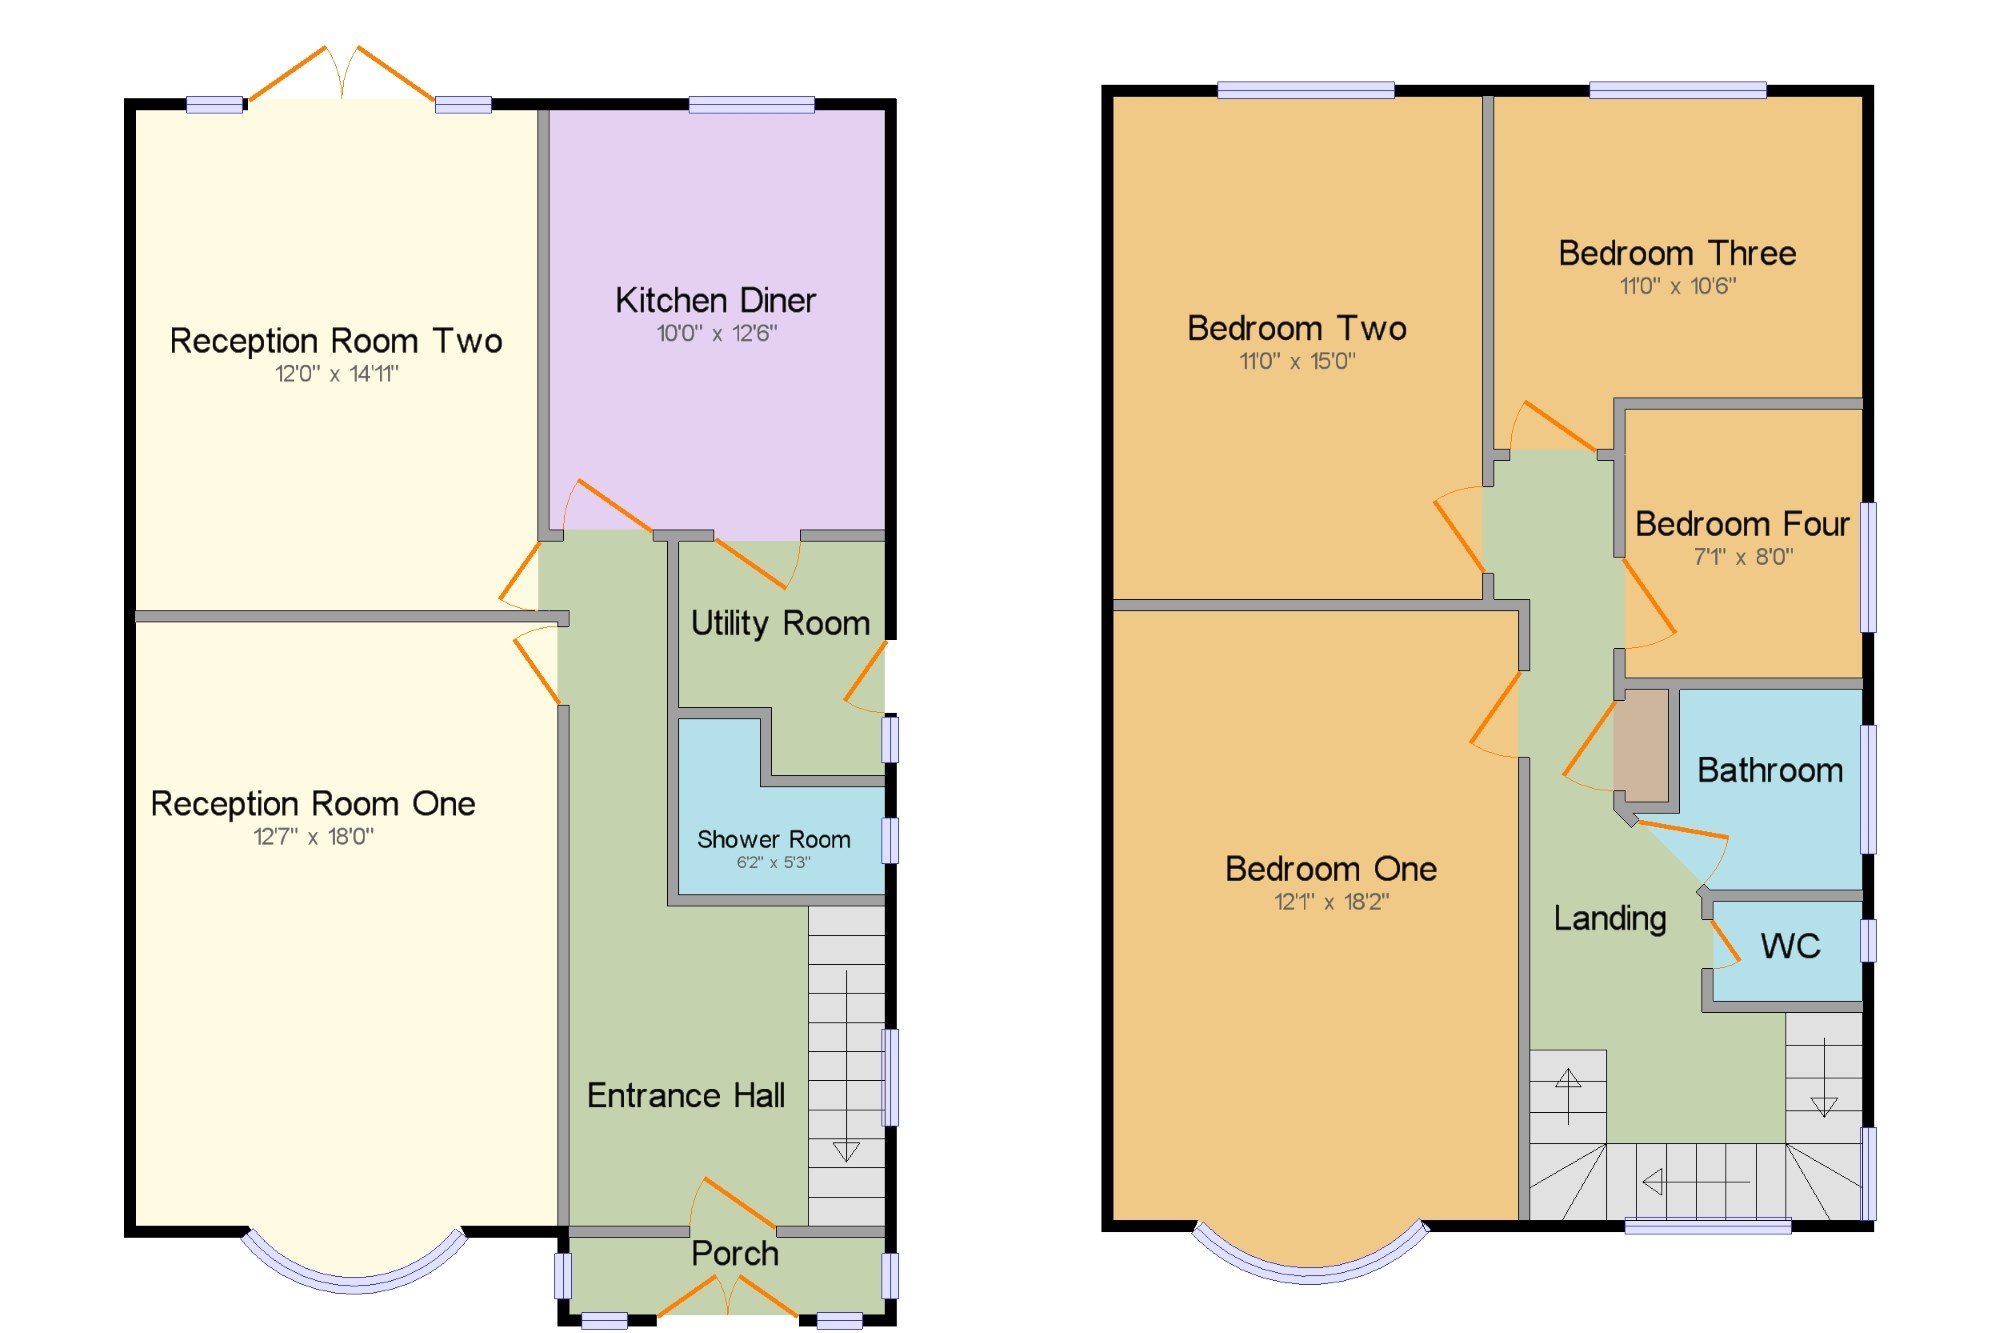 Reception Room Two
12'0" x 14'11"
Kitchen Diner
10'0" x 12'6"
Utility Room
Reception Room One
12'7" x 18'0"
Shower Room
6'2" x 5'3"
Entrance Hall
Porch
Bedroom Two
11'0" x 15'0"
Bedroom Three
11'0" x 10'6"
Bedroom Four
7'1" x 8'0"
Bathroom
Bedroom One
12'1" x 18'2"
Landing
WC